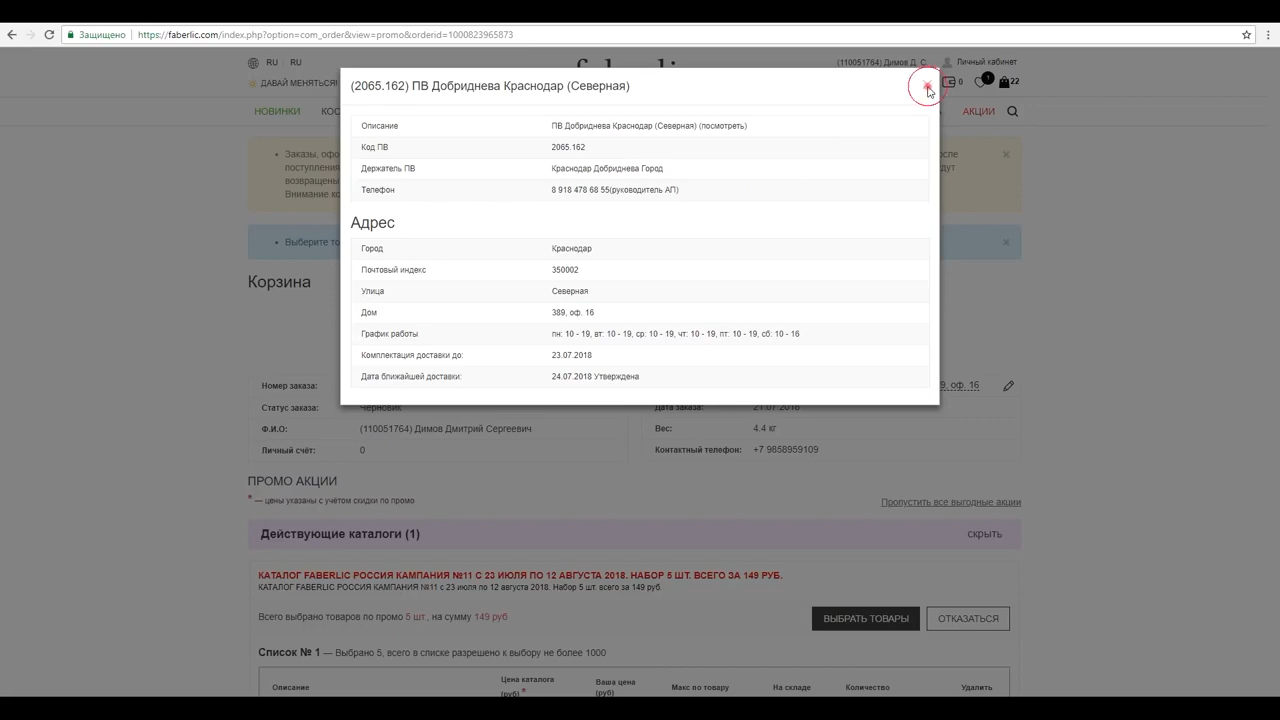 Защищено https://faberlic.com/index.php?option=com_order&view=promo&orderid=1000823965873
RU RU
(110051764) Димов Д. С.
Личный кабинет
ДАВАЙ МЕНЯТЬСЯ!
0 1 22
(2065.162) ПВ Добриднева Краснодар (Северная)
НОВИНКИ
АКЦИИ
Описание ПВ Добриднева Краснодар (Северная) (посмотреть)
Код ПВ 2065.162
Держатель ПВ Краснодар Добриднева Город
Телефон 8 918 478 68 55(руководитель АП)
Адрес
Город Краснодар
Почтовый индекс 350002
Улица Северная
Дом 389, оф. 16
График работы пн: 10 - 19, вт: 10 - 19, ср: 10 - 19, чт: 10 - 19, пт: 10 - 19, сб: 10 - 16
Комплектация доставки до: 23.07.2018
Дата ближайшей доставки: 24.07.2018 Утверждена
Корзина
Номер заказа:
9, оф. 16
Статус заказа: Черновик
Дата заказа: 21.07.2018
Ф.И.О: (110051764) Димов Дмитрий Сергеевич
Вес: 4.4 кг
Личный счёт: 0
Контактный телефон: +7 9858959109
ПРОМО АКЦИИ
* — цены указаны с учётом скидки по промо
Пропустить все выгодные акции
Действующие каталоги (1) скрыть
КАТАЛОГ FABERLIC РОССИЯ КАМПАНИЯ №11 С 23 ИЮЛЯ ПО 12 АВГУСТА 2018. НАБОР 5 ШТ. ВСЕГО ЗА 149 РУБ.
КАТАЛОГ FABERLIC РОССИЯ КАМПАНИЯ №11 с 23 июля по 12 августа 2018. Набор 5 шт. всего за 149 руб.
Всего выбрано товаров по промо 5 шт., на сумму 149 руб
ВЫБРАТЬ ТОВАРЫ ОТКАЗАТЬСЯ
Список № 1 — Выбрано 5, всего в списке разрешено к выбору не более 1000
Описание Цена каталога (руб) * Ваша цена (руб) Макс по товару На складе Количество Удалить